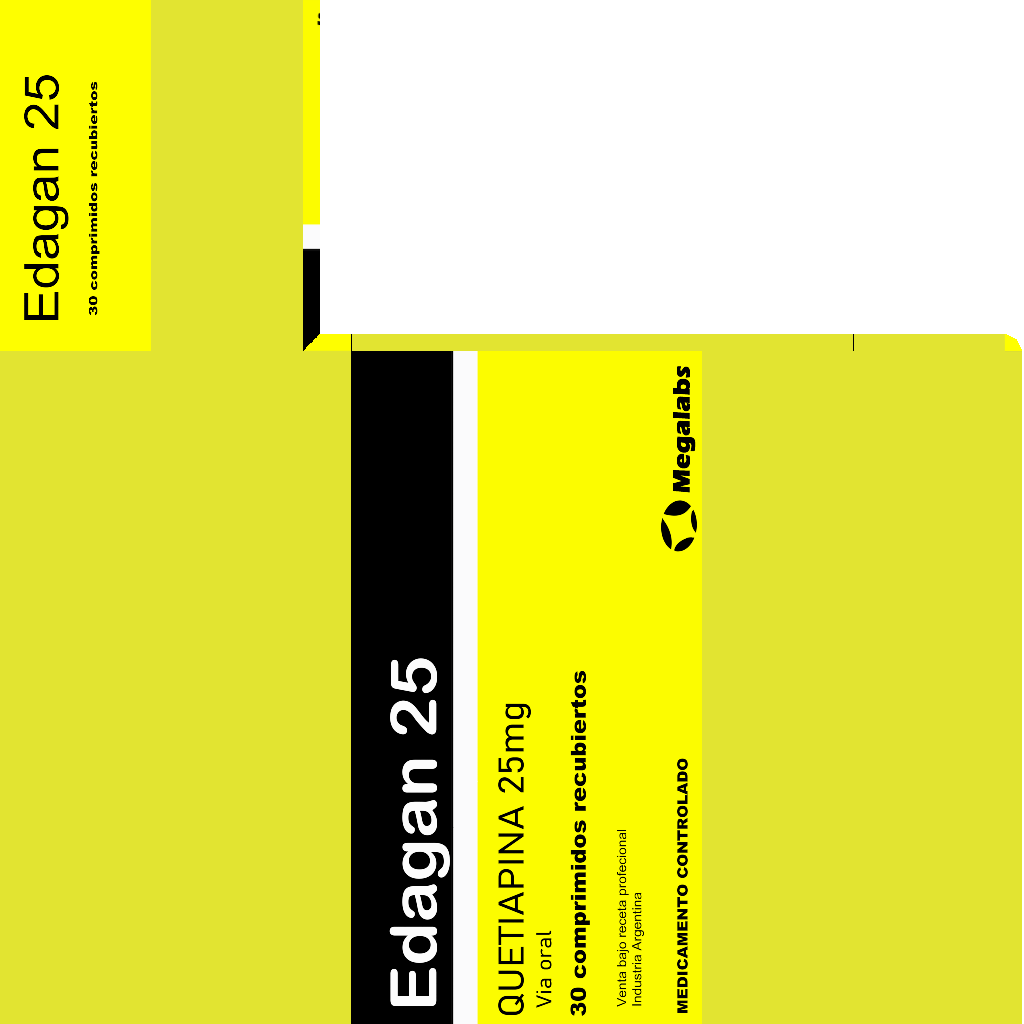 Edagan 25
30 comprimidos recubiertos
Edagan 25
QUETIAPINA 25mg
Via oral
30 comprimidos recubiertos
Venta bajo receta profecional
Industria Argentina
MEDICAMENTO CONTROLADO
Megalabs